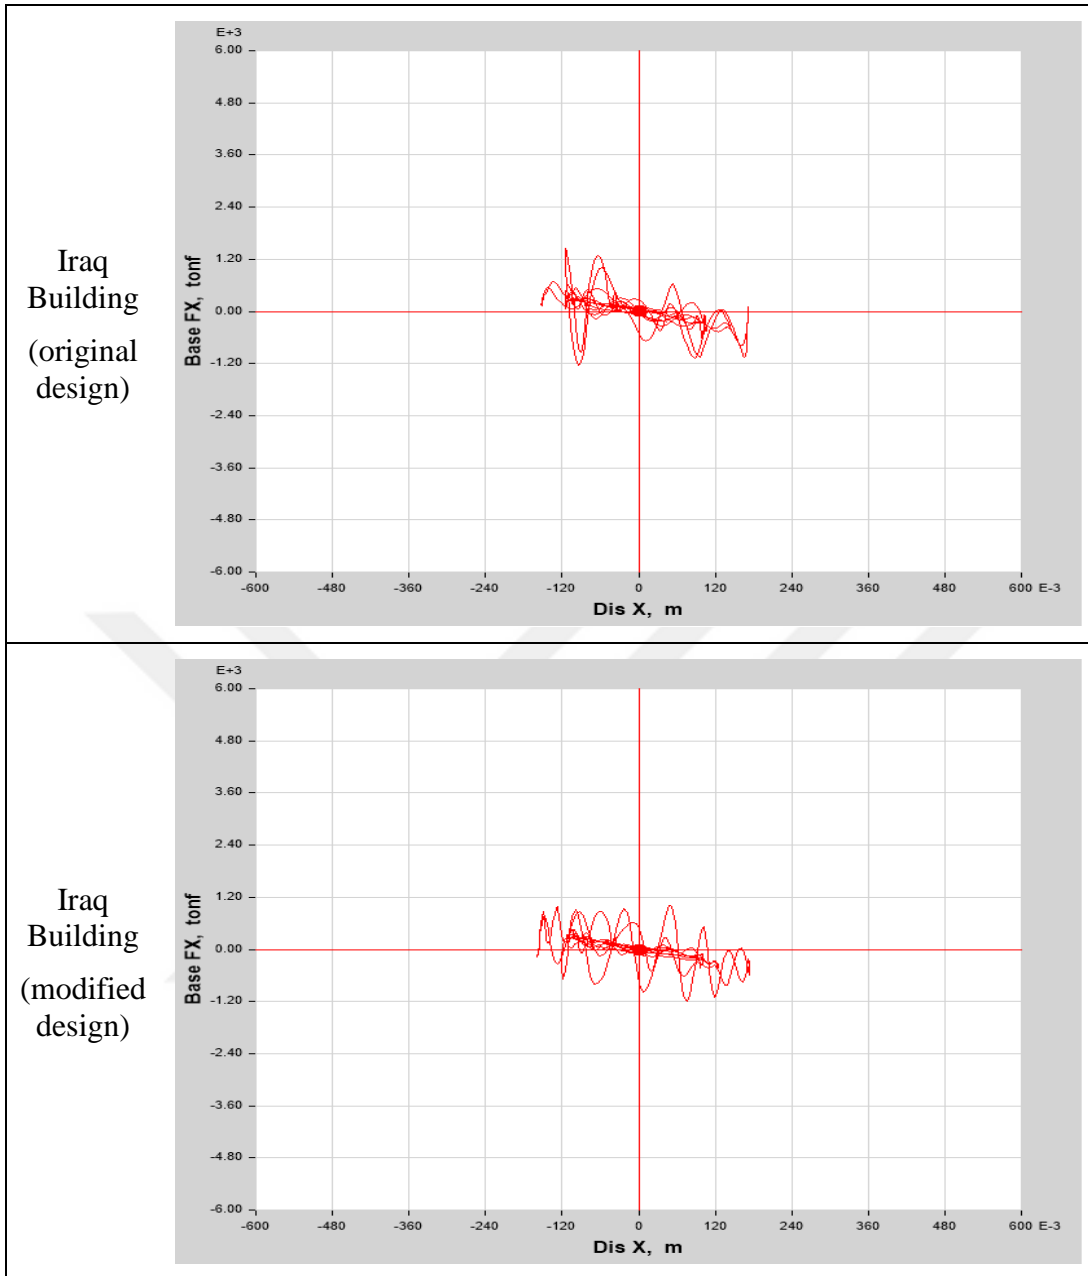 Iraq
Building
(original
design)
E+3
6.00
4.80
3.60
2.40
1.20
0.00
-1.20
-2.40
-3.60
-4.80
-6.00
Base FX, tonf
-600 -480 -360 -240 -120 0 120 240 360 480 600 E-3
Dis X, m
Iraq
Building
(modified
design)
E+3
6.00
4.80
3.60
2.40
1.20
0.00
-1.20
-2.40
-3.60
-4.80
-6.00
Base FX, tonf
-600 -480 -360 -240 -120 0 120 240 360 480 600 E-3
Dis X, m